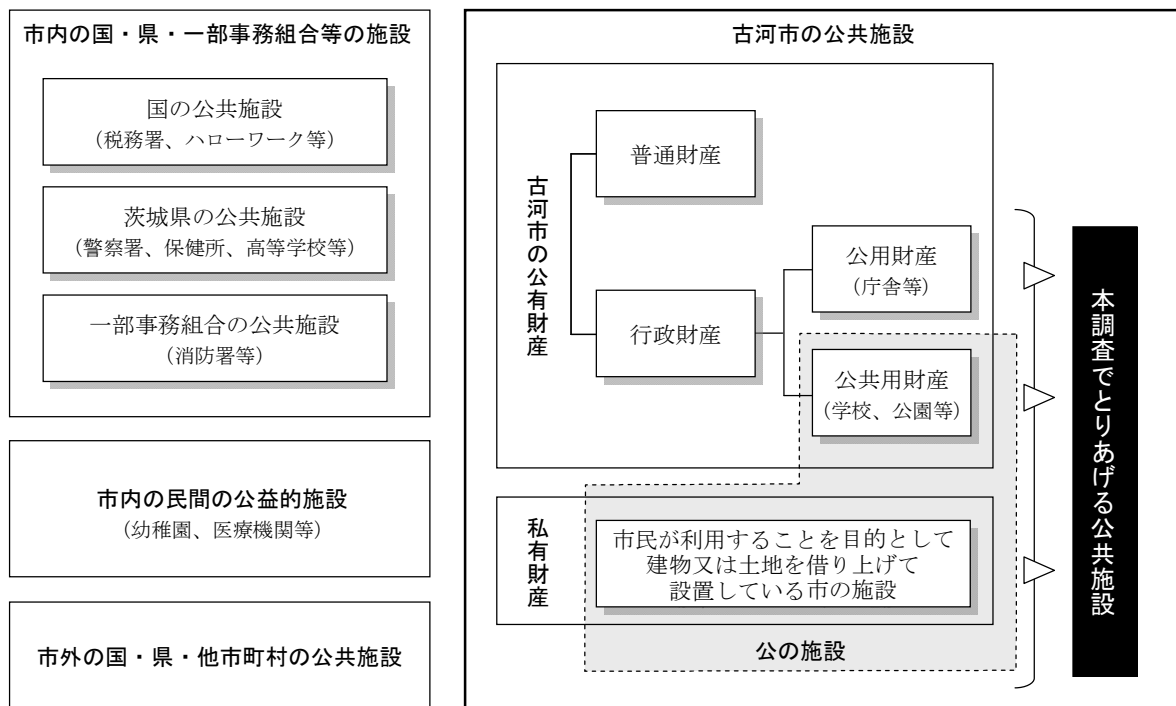 市内の国・県・一部事務組合等の施設
国の公共施設
（税務署、ハローワーク等）
茨城県の公共施設
（警察署、保健所、高等学校等）
一部事務組合の公共施設
（消防署等）
市内の民間の公益的施設
（幼稚園、医療機関等）
市外の国・県・他市町村の公共施設
古河市の公共施設
古河市の公有財産
普通財産
行政財産
公用財産
（庁舎等）
公共用財産
（学校、公園等）
私有財産
市民が利用することを目的として
建物又は土地を借り上げて
設置している市の施設
公の施設
本調査でとりあげる公共施設